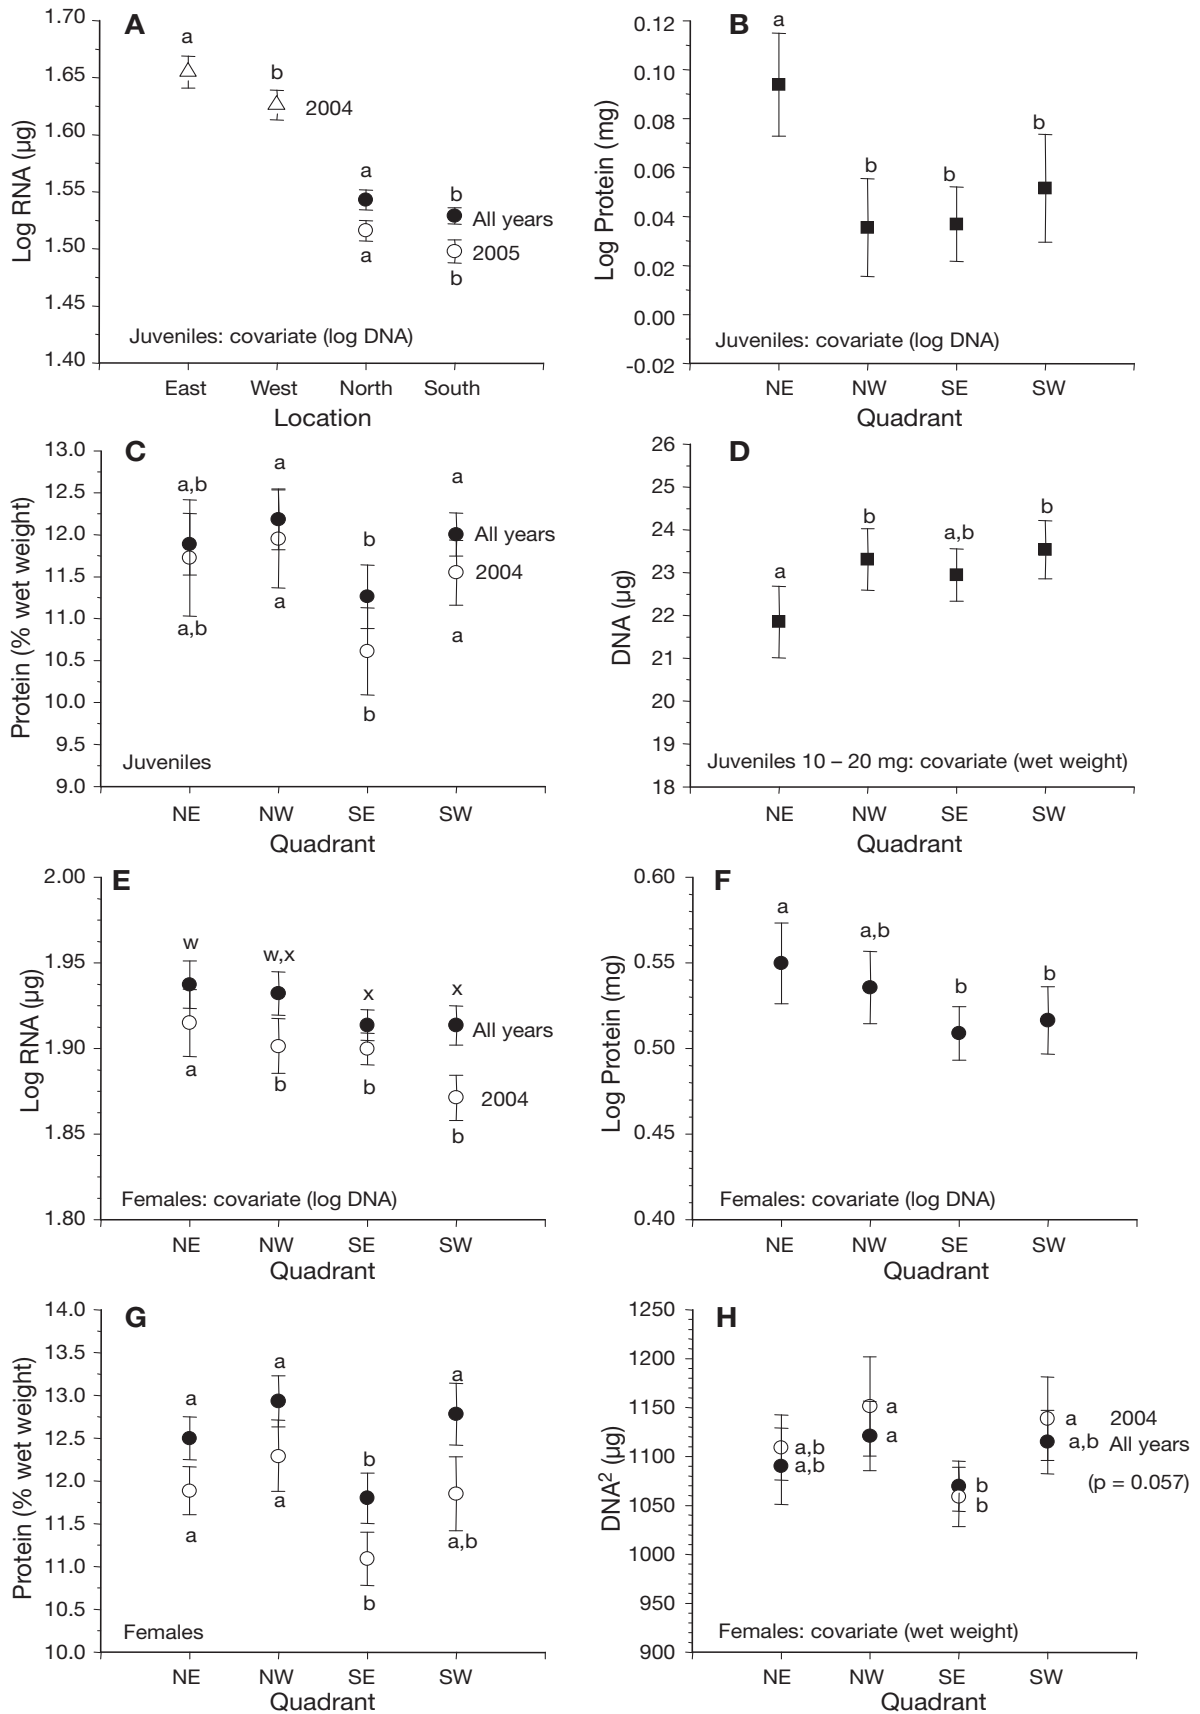 A
1.70
1.65
1.60
1.55
1.50
1.45
1.40
Log RNA (µg)
a
b
2004
a
a
b
All years
2005
b
Juveniles: covariate (log DNA)
East West North South
Location
B
0.12
0.10
0.08
0.06
0.04
0.02
0.00
-0.02
Log Protein (mg)
a
b
b
b
Juveniles: covariate (log DNA)
NE NW SE SW
Quadrant
C
13.0
12.5
12.0
11.5
11.0
10.5
10.0
9.5
9.0
Protein (% wet weight)
a,b
a
b
a
All years
2004
a,b
a
b
a
Juveniles
NE NW SE SW
Quadrant
D
26
25
24
23
22
21
20
19
18
DNA (µg)
a
b
a,b
b
Juveniles 10 – 20 mg: covariate (wet weight)
NE NW SE SW
Quadrant
E
2.00
1.95
1.90
1.85
1.80
Log RNA (µg)
w
w,x
x
x
All years
2004
a
b
b
b
Females: covariate (log DNA)
NE NW SE SW
Quadrant
F
0.60
0.55
0.50
0.45
0.40
Log Protein (mg)
a
a,b
b
b
Females: covariate (log DNA)
NE NW SE SW
Quadrant
G
14.0
13.5
13.0
12.5
12.0
11.5
11.0
10.5
10.0
Protein (% wet weight)
a
a
b
a
a
a
b
a,b
Females
NE NW SE SW
Quadrant
H
1250
1200
1150
1100
1050
1000
950
900
DNA² (µg)
a,b
a,b
a
a
b
b
a 2004
a,b All years
(p = 0.057)
Females: covariate (wet weight)
NE NW SE SW
Quadrant